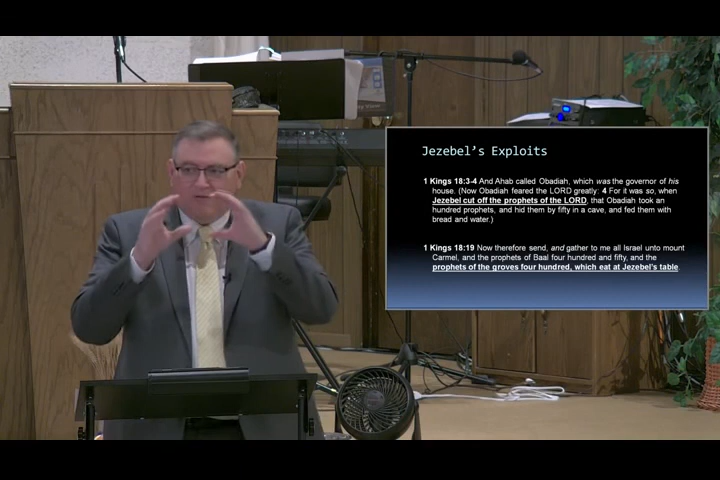 Jezebel's Exploits
1 Kings 18:3-4 And Ahab called Obadiah, which was the governor of his
house. (Now Obadiah feared the LORD greatly: 4 For it was so, when
Jezebel cut off the prophets of the LORD, that Obadiah took an
hundred prophets, and hid them by fifty in a cave, and fed them with
bread and water.)
1 Kings 18:19 Now therefore send, and gather to me all Israel unto mount
Carmel, and the prophets of Baal four hundred and fifty, and the
prophets of the groves four hundred, which eat at Jezebel's table.